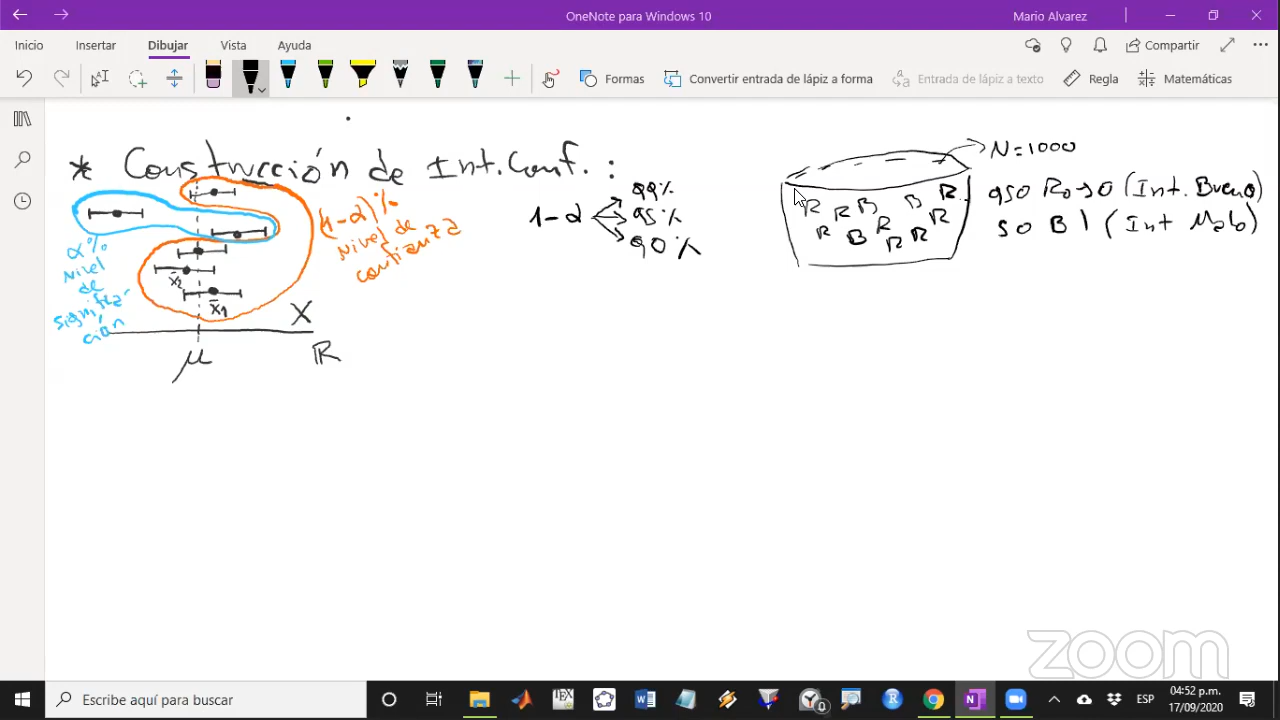 OneNote para Windows 10
Mario Alvarez
Inicio
Insertar
Dibujar
Vista
Ayuda
Compartir
Formas
Convertir entrada de lápiz a forma
Entrada de lápiz a texto
Regla
Matemáticas
* Construcción de Int. Conf. :
(1-α)%
Nivel de
confianza
α%
Nivel
de
signifca-
ción
x̄2
x̄1
X
μ
ℝ
1-α
99%
95%
90%
N=1000
R R B B R
R B R R R R
950 Rojo (Int. Bueno)
50 Bl (Int Malo)
zoom
Escribe aquí para buscar
ESP
04:52 p.m.
17/09/2020